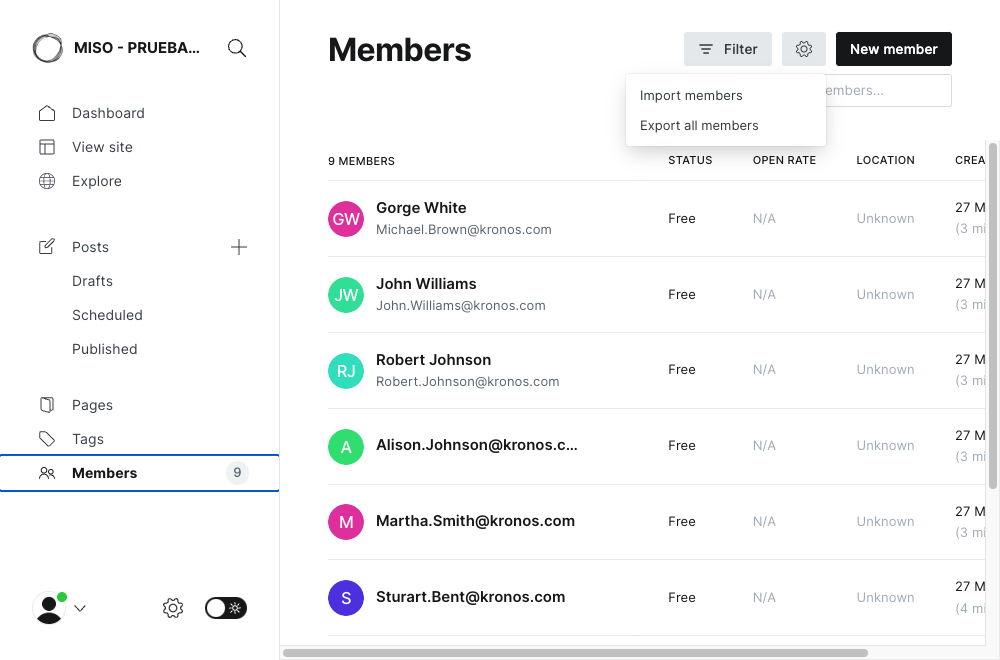 MISO - PRUEBA...
Dashboard
View site
Explore
Posts
Drafts
Scheduled
Published
Pages
Tags
Members 9
Members
Filter
New member
Import members
Export all members
embers...
9 MEMBERS STATUS OPEN RATE LOCATION CREA
GW Gorge White Free N/A Unknown 27 M
Michael.Brown@kronos.com (3 mi
JW John Williams Free N/A Unknown 27 M
John.Williams@kronos.com (3 mi
RJ Robert Johnson Free N/A Unknown 27 M
Robert.Johnson@kronos.com (3 mi
A Alison.Johnson@kronos.c... Free N/A Unknown 27 M
(3 mi
M Martha.Smith@kronos.com Free N/A Unknown 27 M
(3 mi
S Sturart.Bent@kronos.com Free N/A Unknown 27 M
(4 mi